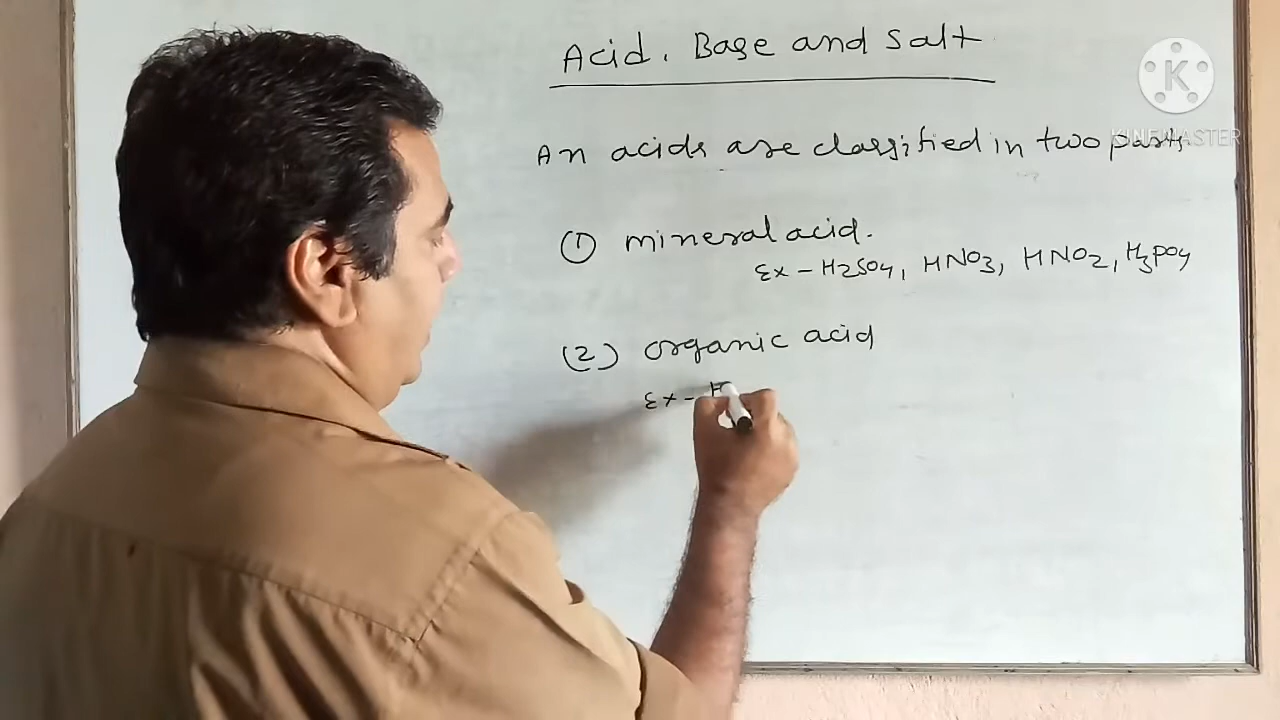 Acid, Base and Salt
K
KINEMASTER
An acids are classified in two parts.
(1) mineral acid.
Ex - H2SO4, HNO3, HNO2, H3PO4
(2) organic acid
Ex - H